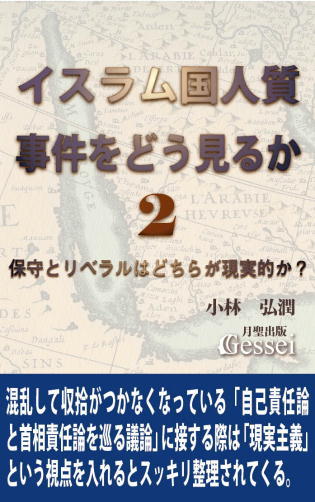 L'ARABIE
DESERTE
イスラム国人質
事件をどう見るか
2
L'ARABIE
HEVREVSE
保守とリベラルはどちらが現実的か？
小林 弘潤
月聖出版
Gessei
混乱して収拾がつかなくなっている「自己責任論
と首相責任論を巡る議論」に接する際は「現実主義」
という視点を入れるとスッキリ整理されてくる。